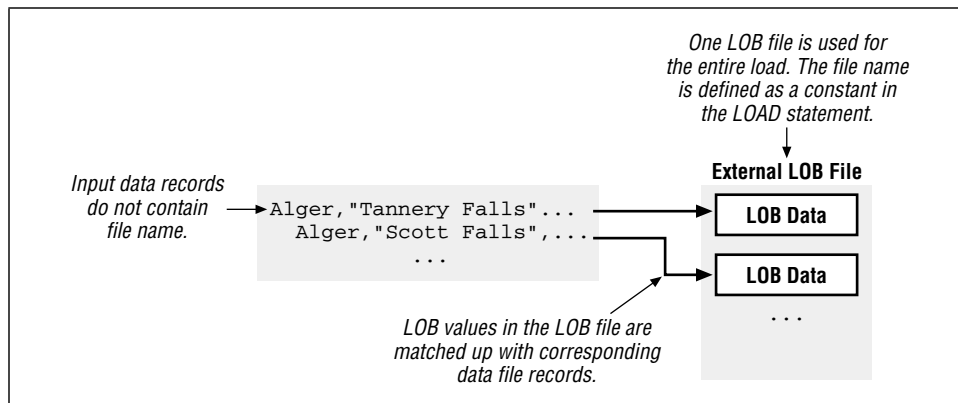 One LOB file is used for
the entire load. The file name
is defined as a constant in
the LOAD statement.
External LOB File
Input data records
do not contain
file name.
Alger,"Tannery Falls"...
Alger,"Scott Falls",...
...
LOB Data
LOB Data
...
LOB values in the LOB file are
matched up with corresponding
data file records.